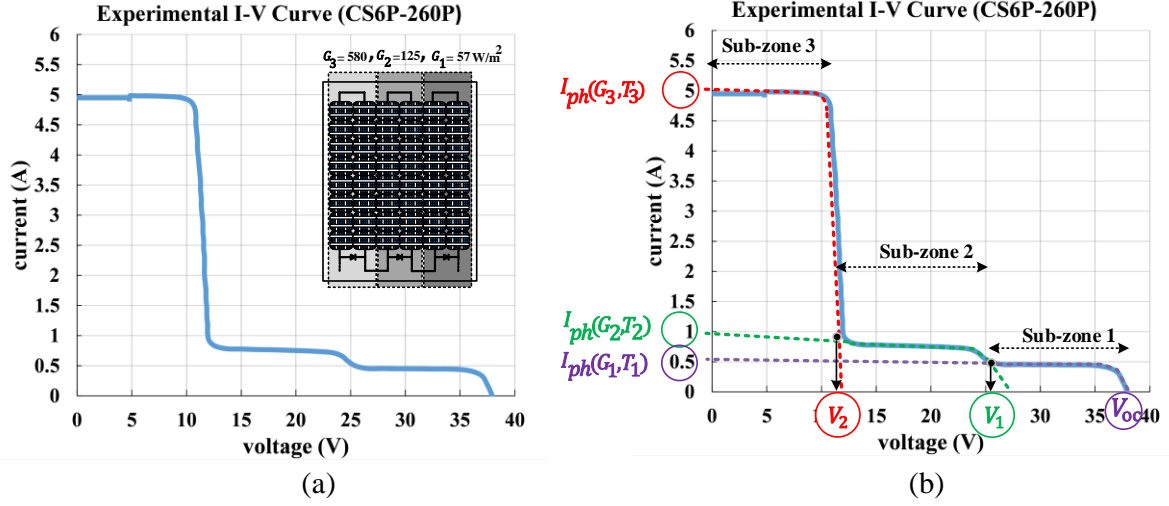 Experimental I-V Curve (CS6P-260P)
G3= 580 , G2=125, G1= 57 W/m2
6
5.5
5
4.5
4
3.5
3
2.5
2
1.5
1
0.5
0
current (A)
0 5 10 15 20 25 30 35 40
voltage (V)
(a)
Experimental I-V Curve (CS6P-260P)
6
5.5
5
4.5
4
3.5
3
2.5
2
1.5
1
0.5
0
current (A)
Sub-zone 3
Sub-zone 2
Sub-zone 1
Iph(G3,T3)
Iph(G2,T2)
Iph(G1,T1)
0 5 1 15 20 30 35 40
V2 V1 Voc
voltage (V)
(b)